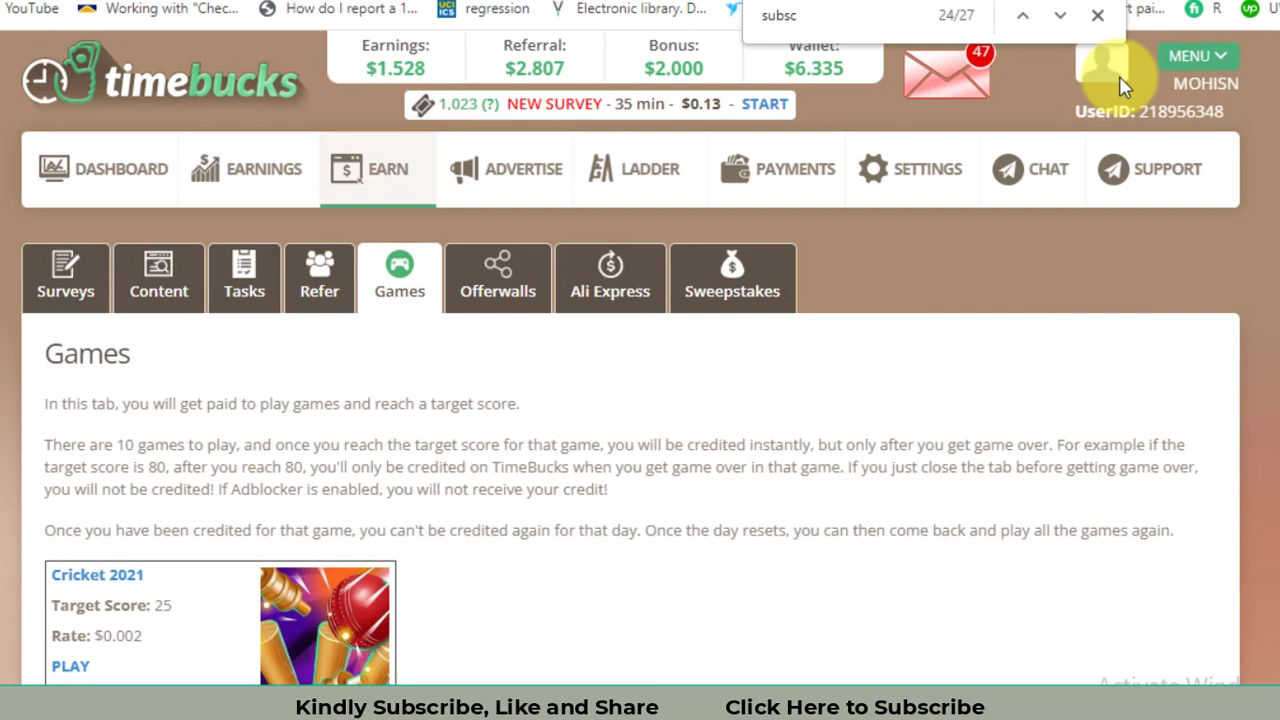 YouTube
Working with "Chec...
How do I report a 1...
UCI
ICS
regression
Electronic library. D...
rt pai...
fi
R
up
subsc
24/27
Earnings:
$1.528
Referral:
$2.807
Bonus:
$2.000
Wallet:
$6.335
47
MENU
MOHISN
UserID: 218956348
timebucks
1,023 (?) NEW SURVEY - 35 min - $0.13 - START
DASHBOARD
EARNINGS
EARN
ADVERTISE
LADDER
PAYMENTS
SETTINGS
CHAT
SUPPORT
Surveys
Content
Tasks
Refer
Games
Offerwalls
Ali Express
Sweepstakes
Games
In this tab, you will get paid to play games and reach a target score.
There are 10 games to play, and once you reach the target score for that game, you will be credited instantly, but only after you get game over. For example if the
target score is 80, after you reach 80, you'll only be credited on TimeBucks when you get game over in that game. If you just close the tab before getting game over,
you will not be credited! If Adblocker is enabled, you will not receive your credit!
Once you have been credited for that game, you can't be credited again for that day. Once the day resets, you can then come back and play all the games again.
Cricket 2021
Target Score: 25
Rate: $0.002
PLAY
Activate Wind
Kindly Subscribe, Like and Share
Click Here to Subscribe